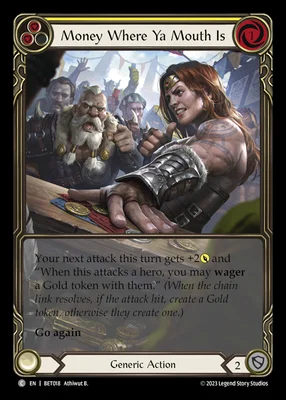 1
Money Where Ya Mouth Is
1
Your next attack this turn gets +2 and
"When this attacks a hero, you may wager
a Gold token with them." (When the chain
link resolves, if the attack hit, create a Gold
token, otherwise they create one.)
Go again
Generic Action
2
C EN | BET018 Athiwut B.
© 2023 Legend Story Studios